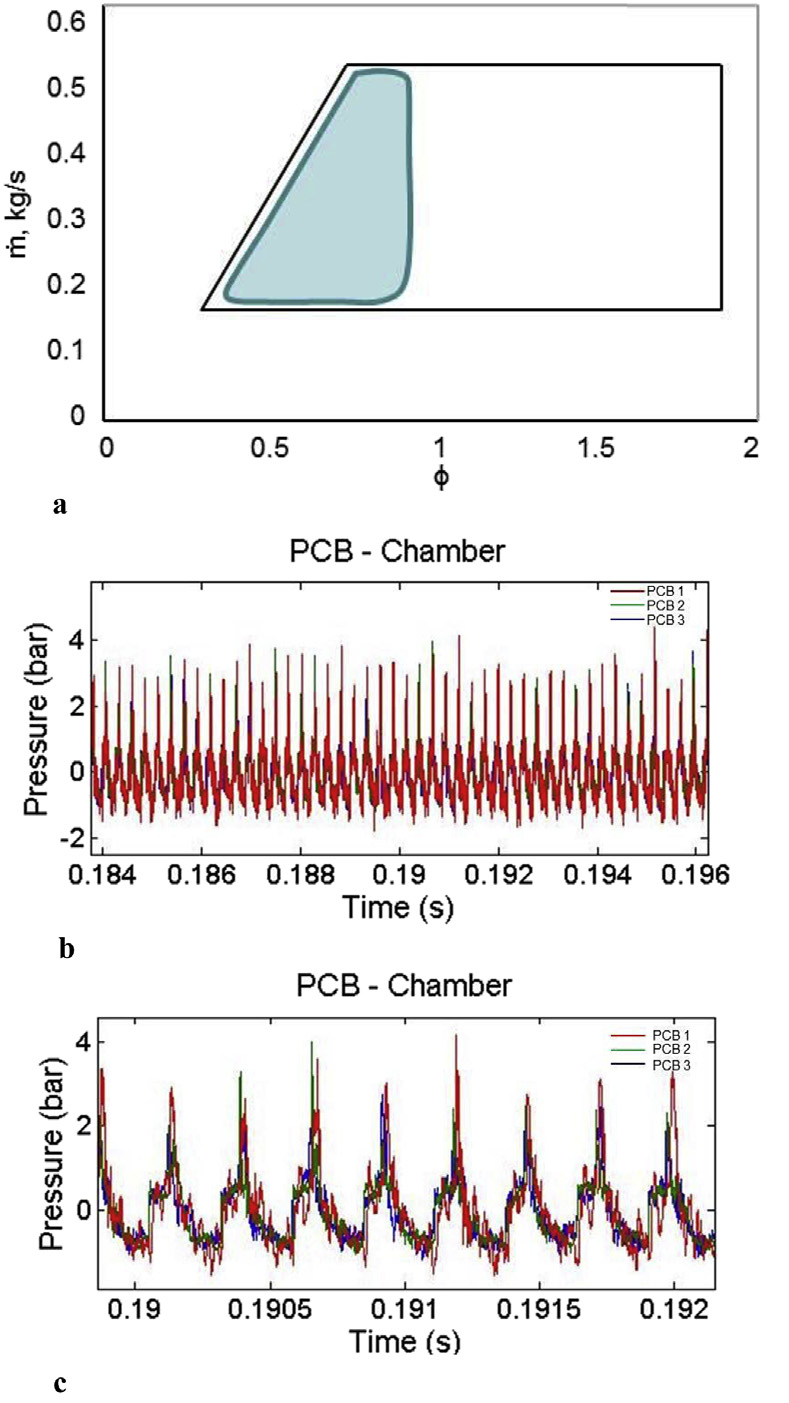 0.6
0.5
0.4
0.3
0.2
0.1
0
ṁ, kg/s
0 0.5 1 1.5 2
ϕ
a
PCB - Chamber
PCB 1
PCB 2
PCB 3
4
2
0
-2
Pressure (bar)
0.184 0.186 0.188 0.19 0.192 0.194 0.196
Time (s)
b
PCB - Chamber
PCB 1
PCB 2
PCB 3
4
2
0
Pressure (bar)
0.19 0.1905 0.191 0.1915 0.192
Time (s)
c